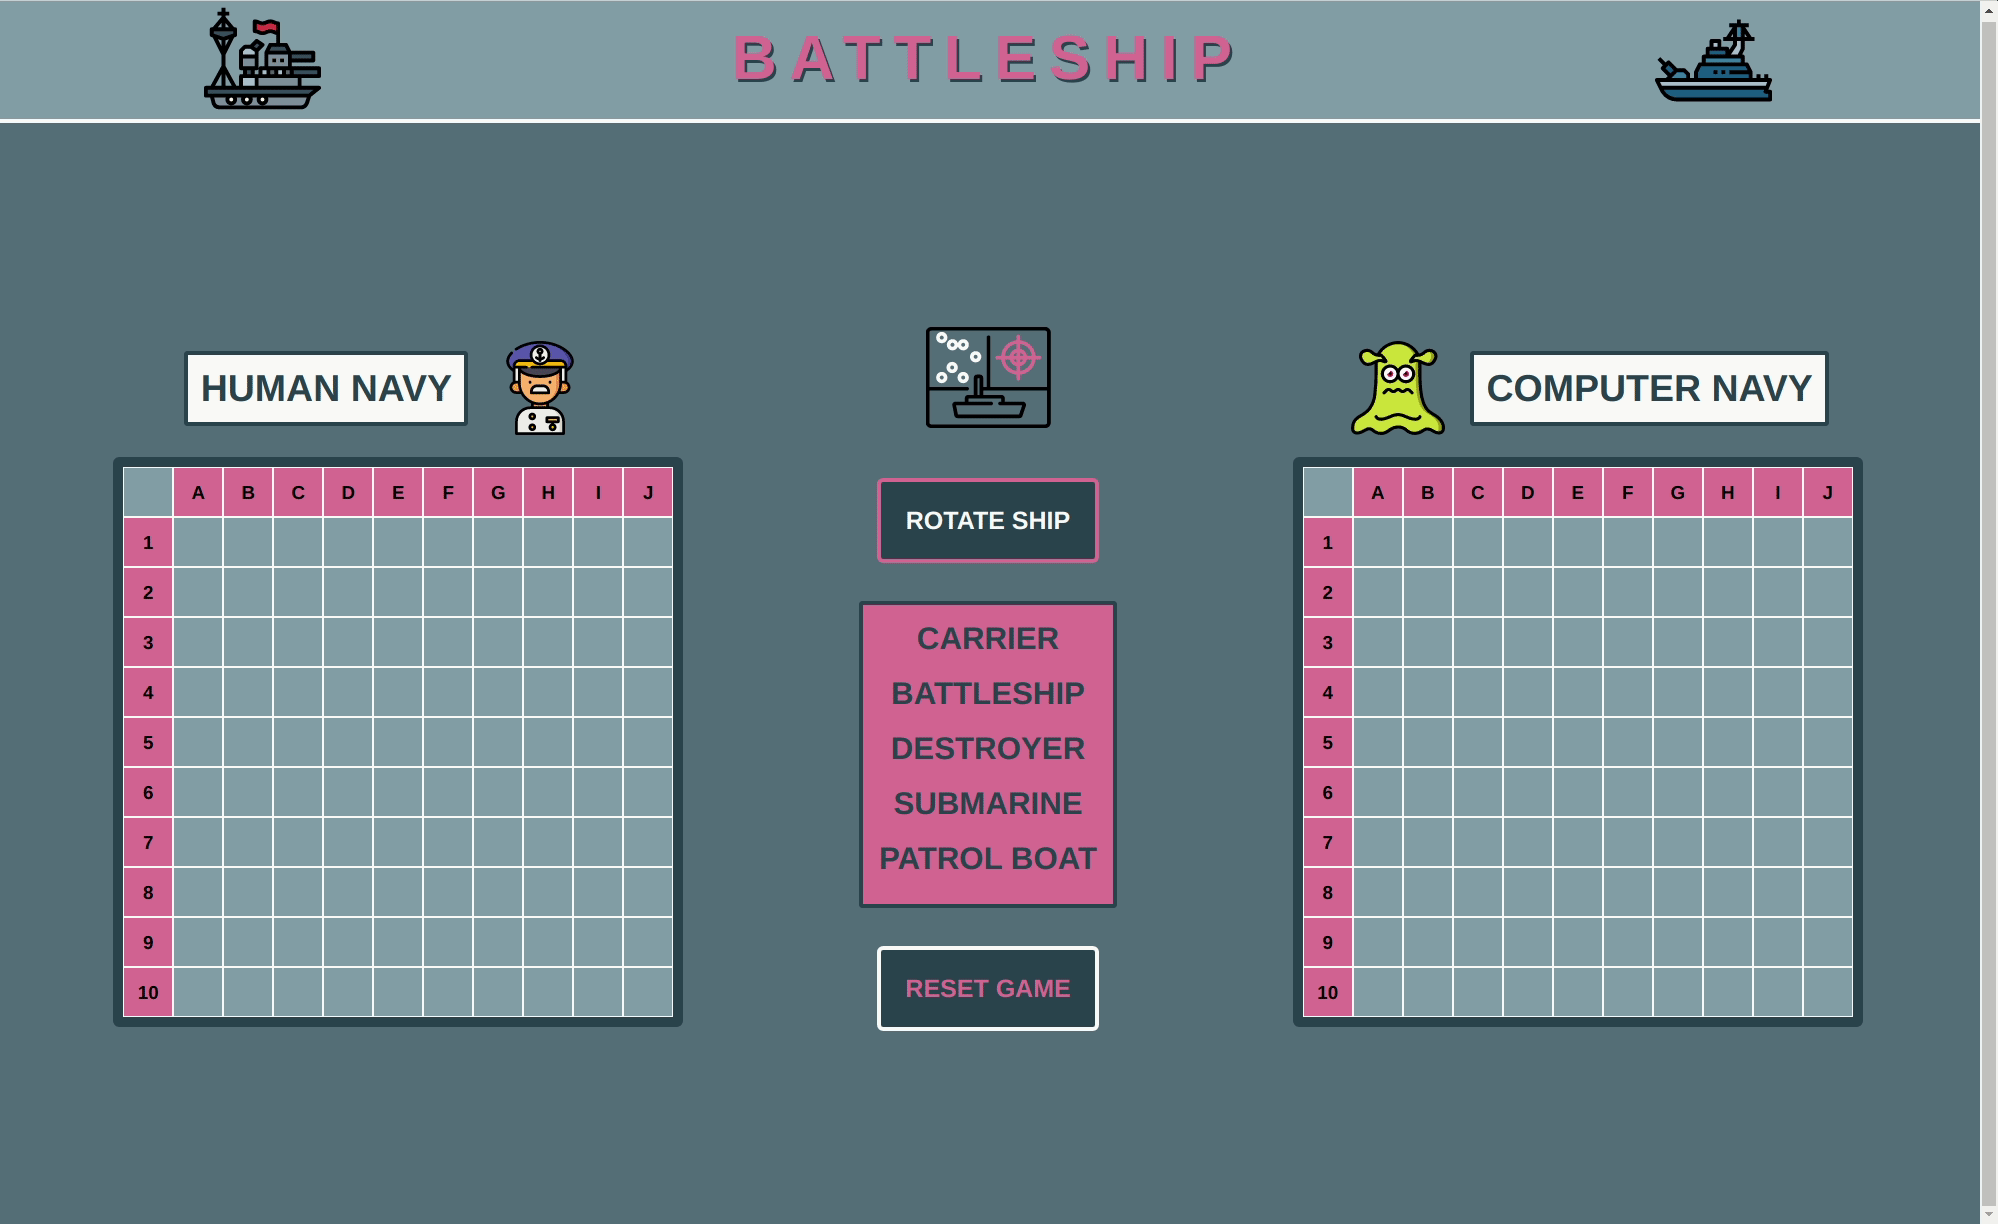 BATTLESHIP
HUMAN NAVY
COMPUTER NAVY
A B C D E F G H I J
1
2
3
4
5
6
7
8
9
10
ROTATE SHIP
CARRIER
BATTLESHIP
DESTROYER
SUBMARINE
PATROL BOAT
RESET GAME
A B C D E F G H I J
1
2
3
4
5
6
7
8
9
10